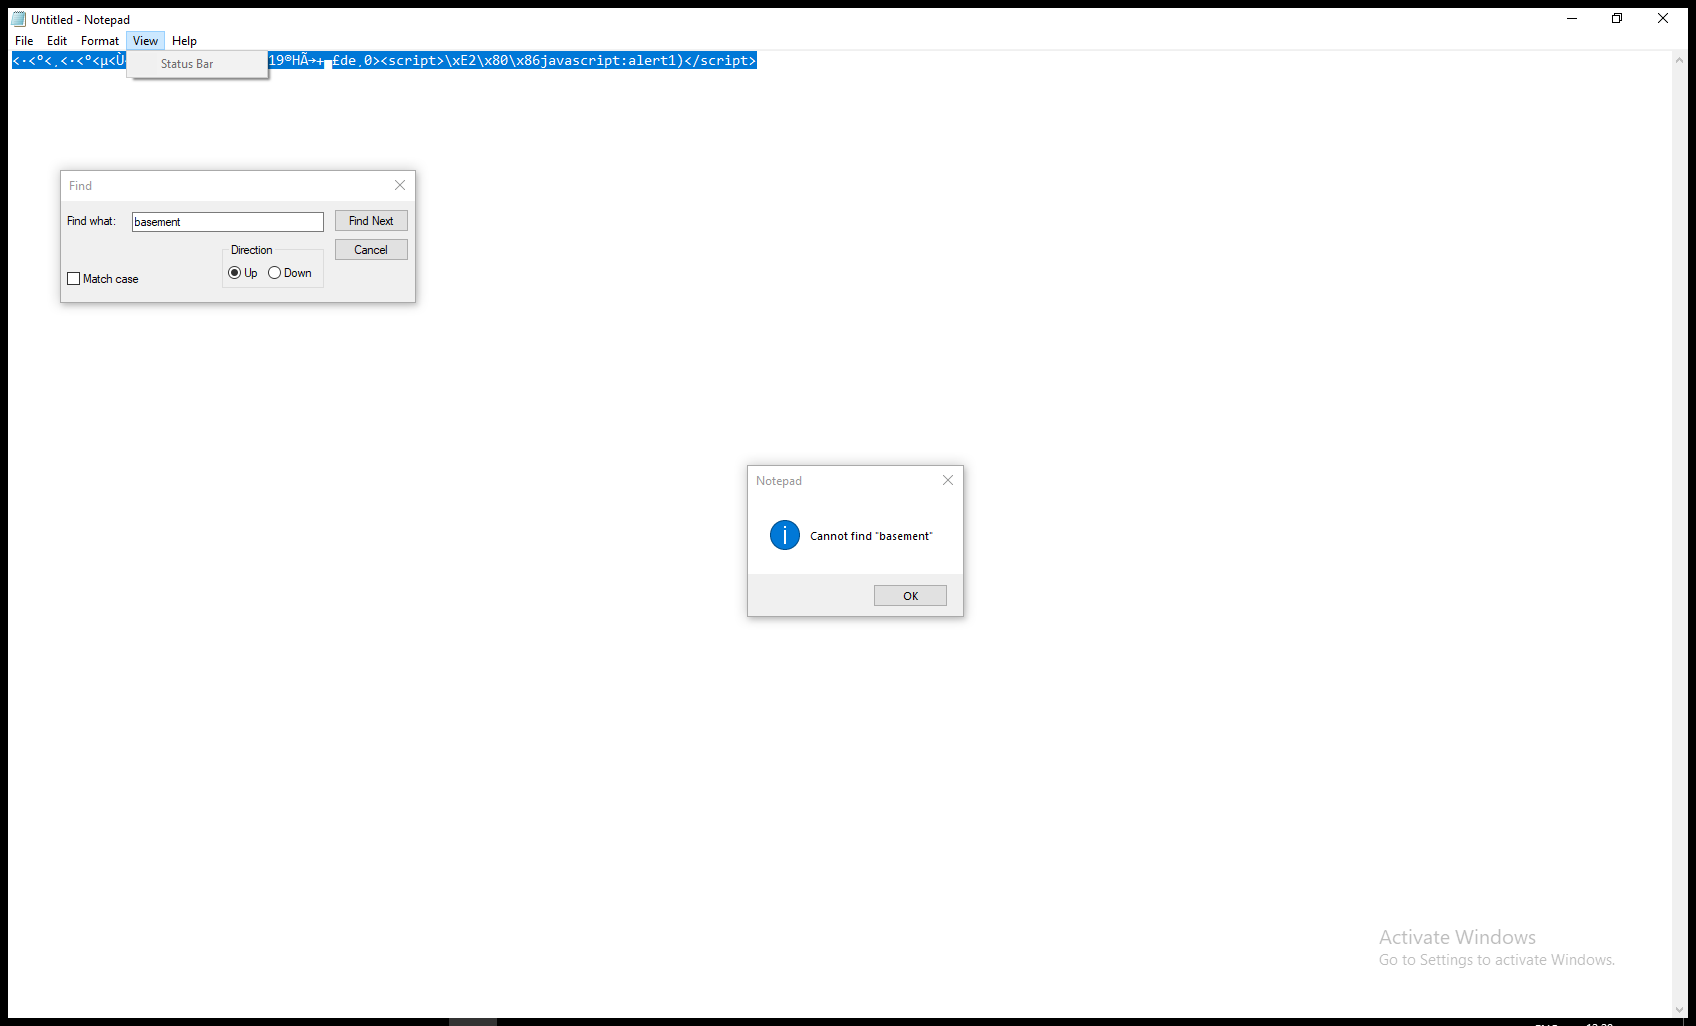 Untitled - Notepad
File Edit Format View Help
Status Bar
19®HÃ→+▬£de¸0><script>\xE2\x80\x86javascript:alert1)</script>
Find
Find what: basement Find Next
Direction Cancel
Up Down
Match case
Notepad
Cannot find "basement"
OK
Activate Windows
Go to Settings to activate Windows.